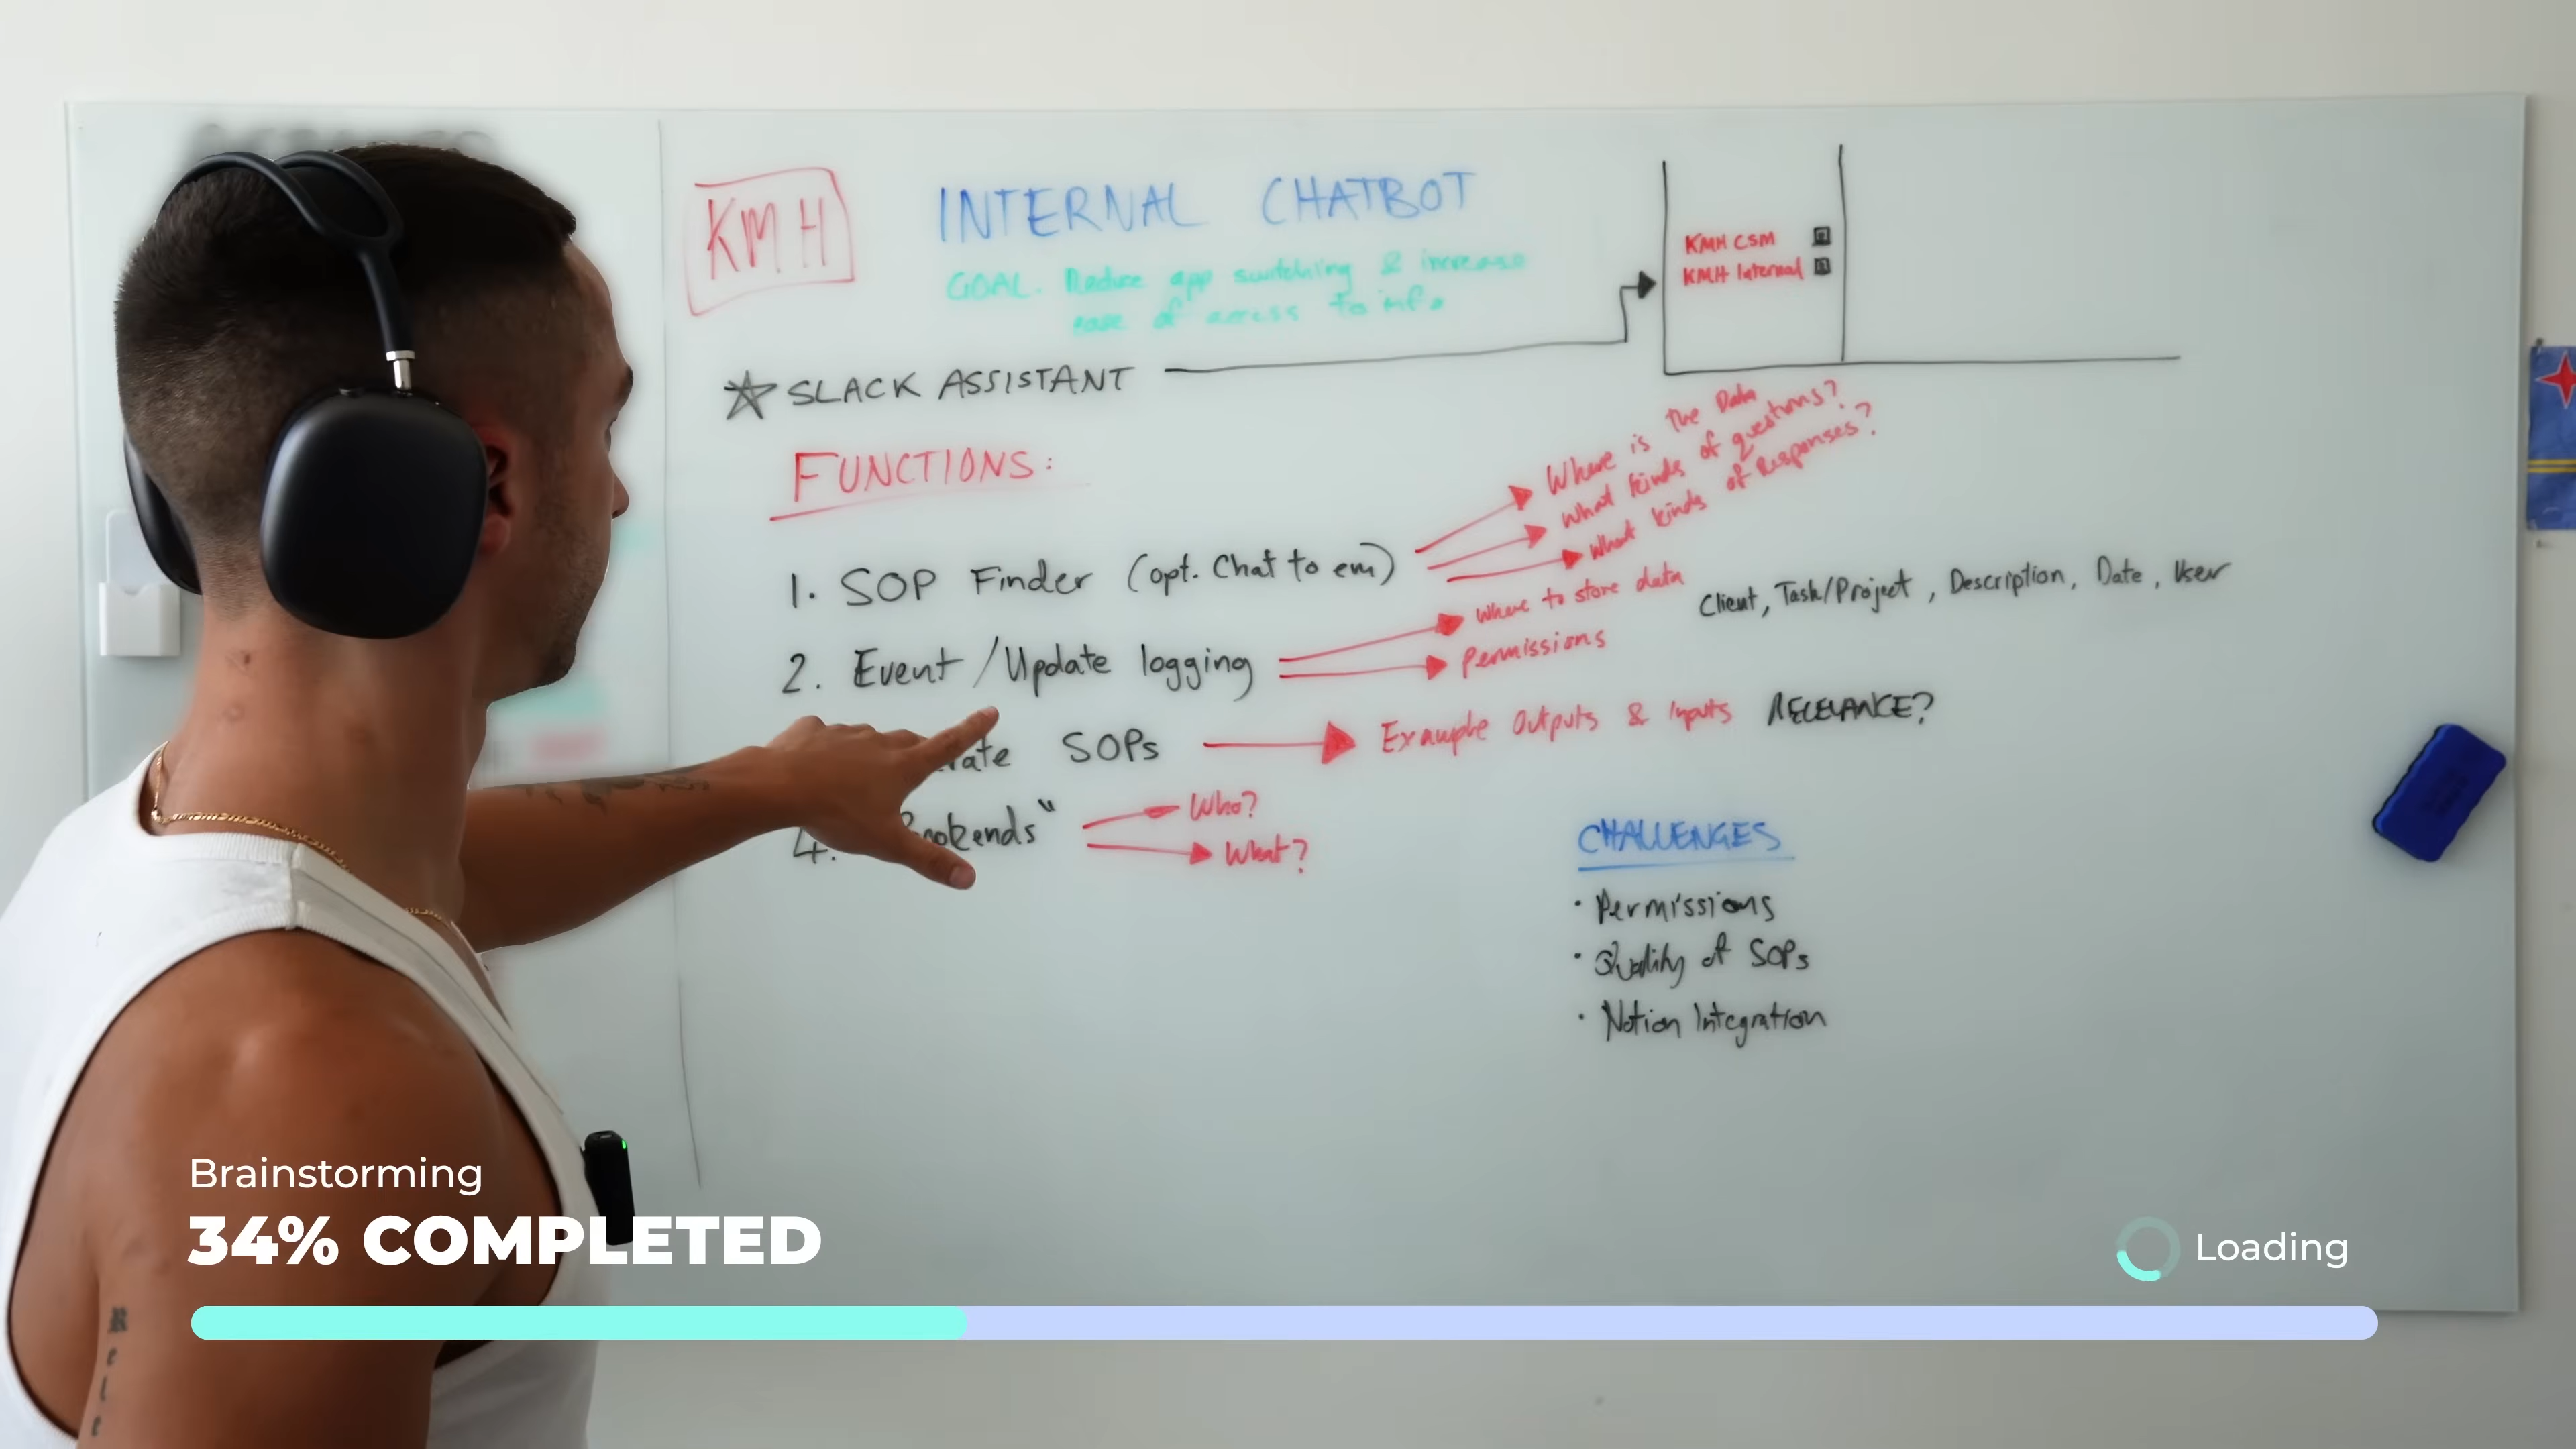 KMH
INTERNAL CHATBOT
GOAL. Reduce app switching & increase
ease of access to info
KMH CSM
KMH Internal
SLACK ASSISTANT
FUNCTIONS:
Where is the Data
What kinds of questions?
What kinds of Responses?
1. SOP Finder (opt. Chat to em)
Where to store data
Client, Task/Project, Description, Date, User
2. Event/Update logging
Permissions
SOPs
Example Outputs & Inputs RELEVANCE?
4.
Who?
What?
CHALLENGES
· Permissions
· Quality of SOPs
· Notion Integration
Brainstorming
34% COMPLETED
Loading